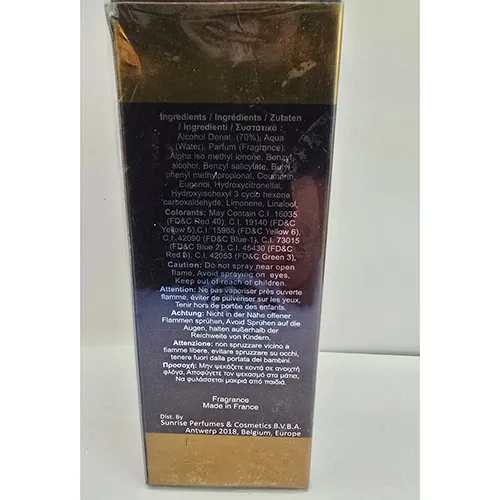 Ingredients / Ingrédients / Zutaten
/ Ingredienti / Συστατικά :
Alcohol Denat. (70%), Aqua
(Water), Parfum (Fragrance),
Alpha Iso methyl ionone, Benzyl
alcohol, Benzyl salicylate, Butyl
phenyl methylpropional, Coumarin
Eugenol, Hydroxycitronellal,
Hydroxyisohexyl 3 cyclo hexene
carboxaldehyde, Limonene, Linalool,
Colorants: May Contain C.I. 16035
(FD&C Red 40), C.I. 19140 (FD&C
Yellow 5),C.I. 15985 (FD&C Yellow 6),
C.I. 42090 (FD&C Blue 1), C.I. 73015
(FD&C Blue 2), C.I. 45430 (FD&C
Red 3), C.I. 42053 (FD&C Green 3),
Caution: Do not spray near open
flame, Avoid spraying on eyes,
Keep out of reach of children.
Attention: Ne pas vaporiser près ouverte
flamme, éviter de pulvériser sur les yeux,
Tenir hors de portée des enfants.
Achtung: Nicht in der Nähe offener
Flammen sprühen, Avoid Sprühen auf die
Augen, halten außerhalb der
Reichweite von Kindern.
Attenzione: non spruzzare vicino a
fiamme libere, evitare spruzzare su occhi,
tenere fuori dalla portata dei bambini.
Προσοχή: Μην ψεκάζετε κοντά σε ανοιχτή
φλόγα, Αποφύγετε τον ψεκασμό στα μάτια,
Να φυλάσσεται μακριά από παιδιά.
Fragrance
Made in France
Dist. By
Sunrise Perfumes & Cosmetics B.V.B.A.
Antwerp 2018, Belgium, Europe